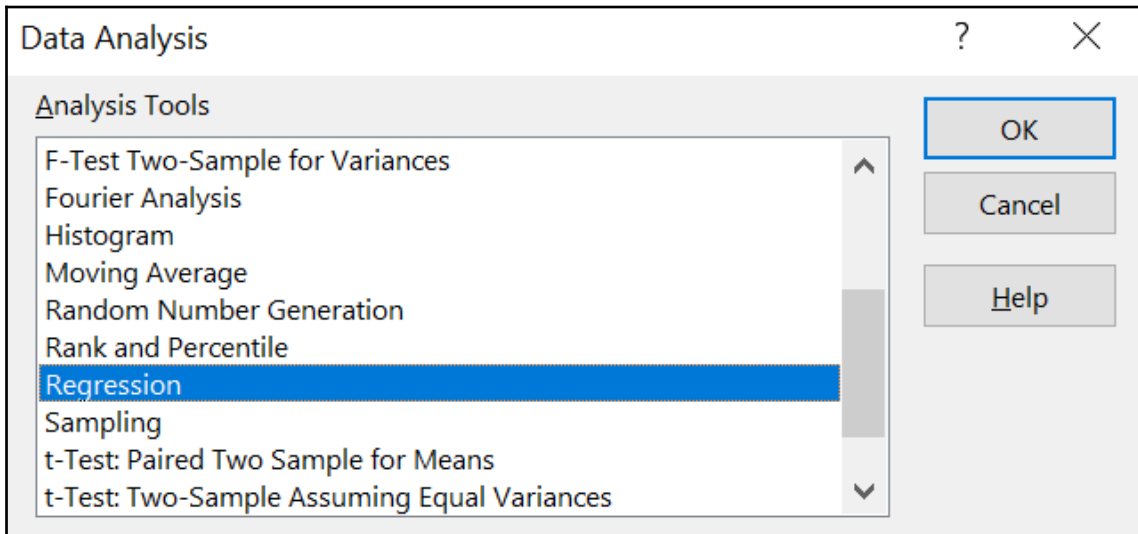 Data Analysis
?
Analysis Tools
OK
Cancel
Help
F-Test Two-Sample for Variances
Fourier Analysis
Histogram
Moving Average
Random Number Generation
Rank and Percentile
Regression
Sampling
t-Test: Paired Two Sample for Means
t-Test: Two-Sample Assuming Equal Variances